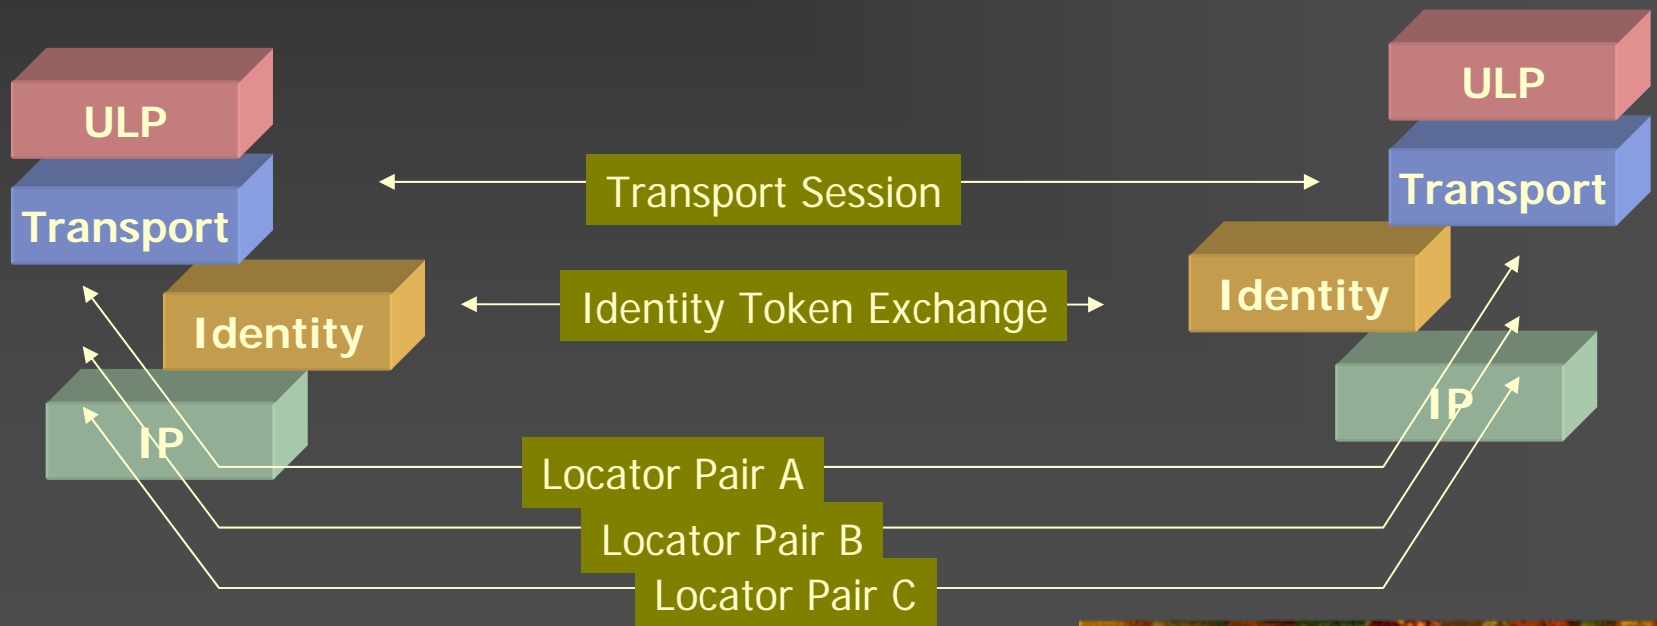 ULP
Transport
Identity
IP
Transport Session
Identity Token Exchange
Locator Pair A
Locator Pair B
Locator Pair C
ULP
Transport
Identity
IP